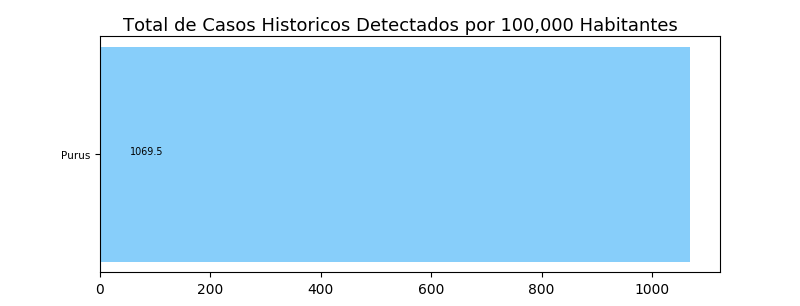 Total de Casos Historicos Detectados por 100,000 Habitantes
Purus
1069.5
0 200 400 600 800 1000